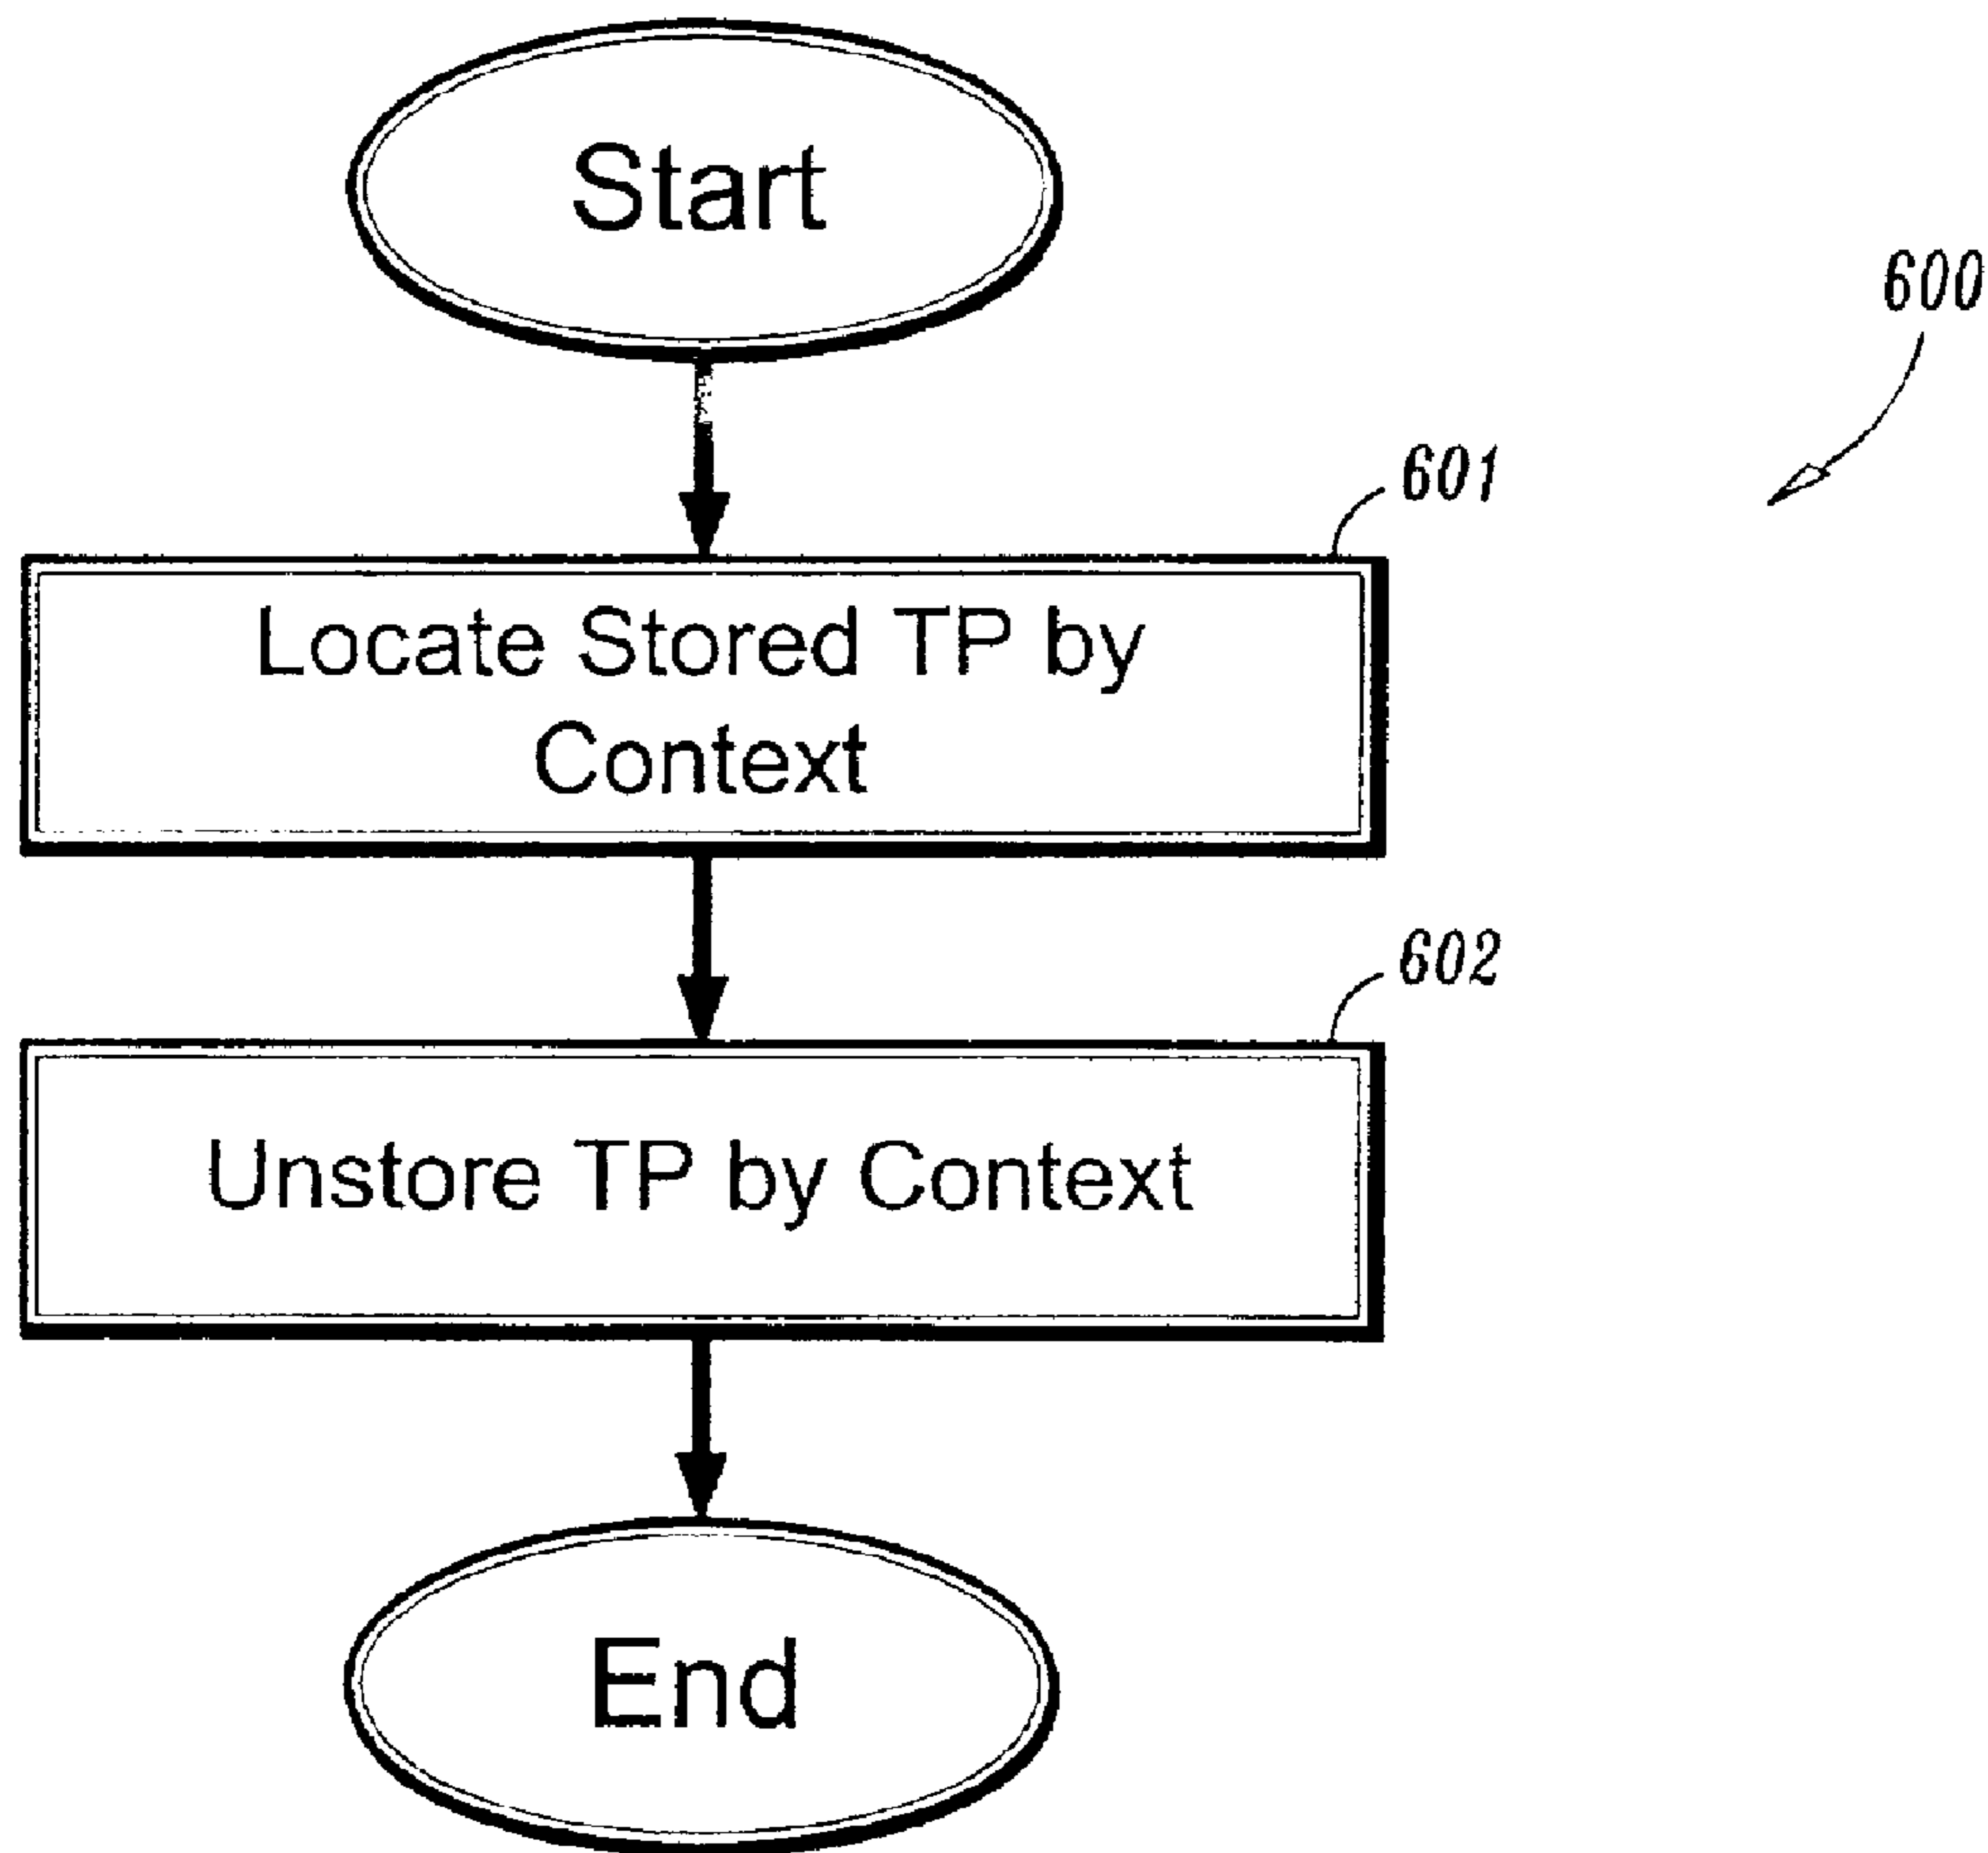 Start
600
601
Locate Stored TP by
Context
602
Unstore TP by Context
End